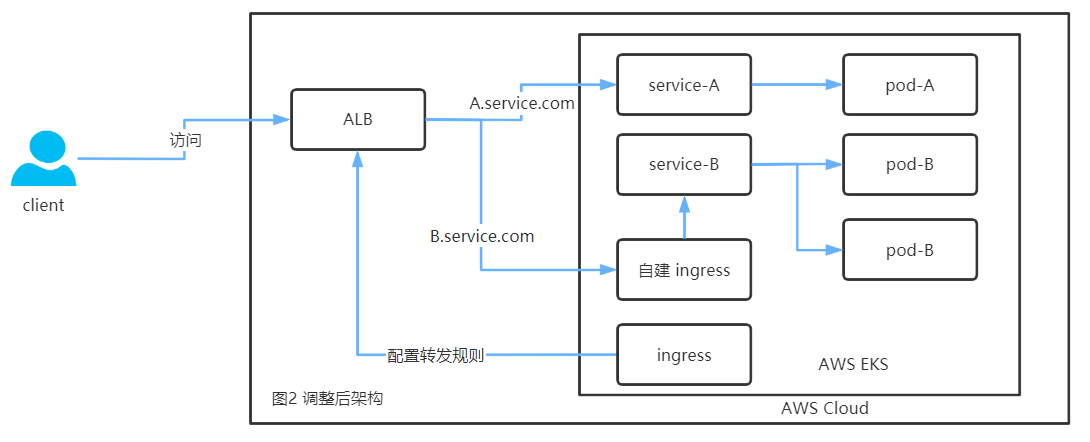 client
访问
ALB
A.service.com
B.service.com
service-A
pod-A
service-B
pod-B
pod-B
自建 ingress
ingress
配置转发规则
AWS EKS
图2 调整后架构
AWS Cloud